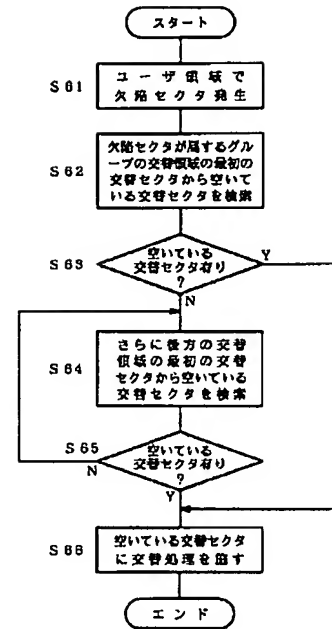 スタート
S61
ユーザ領域で
欠陥セクタ発生
S62
欠陥セクタが属するグル
ープの交替領域の最初の
交替セクタから空いて
いる交替セクタを検索
S63
空いている
交替セクタ有り
?
Y
N
S64
さらに後方の交替
領域の最初の交替
セクタから空いている
交替セクタを検索
S65
空いている
交替セクタ有り
?
N
Y
S66
空いている交替セクタ
に交替処理を施す
エンド